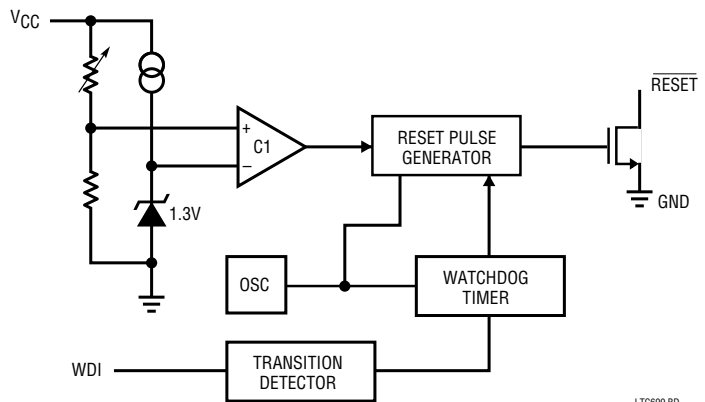 VCC
RESET
+
C1
−
RESET PULSE
GENERATOR
1.3V
GND
OSC
WATCHDOG
TIMER
WDI
TRANSITION
DETECTOR